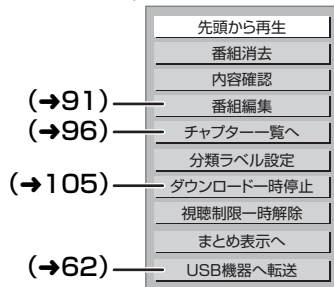 先頭から再生
番組消去
内容確認
(➔91) 番組編集
(➔96) チャプター一覧へ
分類ラベル設定
(➔105) ダウンロード一時停止
視聴制限一時解除
まとめ表示へ
(➔62) USB機器へ転送